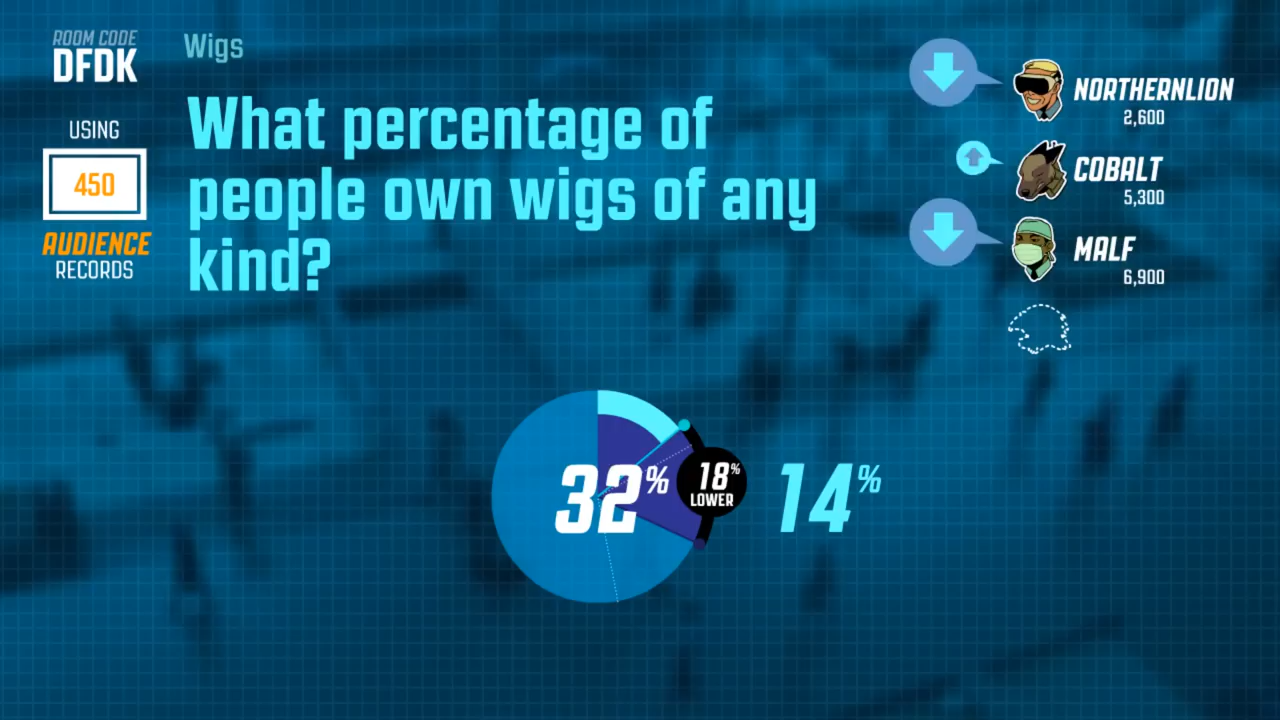 ROOM CODE
DFDK
USING
450
AUDIENCE
RECORDS
Wigs
What percentage of
people own wigs of any
kind?
NORTHERNLION
2,600
COBALT
5,300
MALF
6,900
32%
18%
LOWER
14%